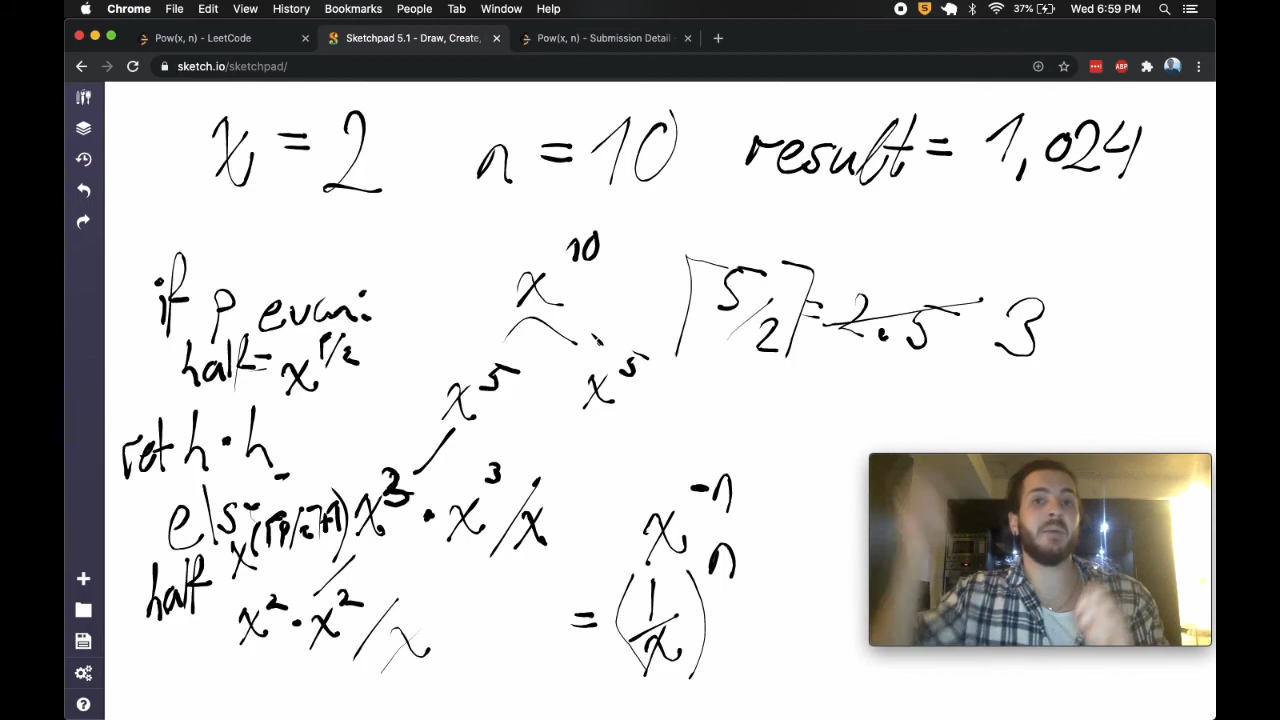 Chrome File Edit View History Bookmarks People Tab Window Help 37% Wed 6:59 PM
Pow(x, n) - LeetCode
Sketchpad 5.1 - Draw, Create,
Pow(x, n) - Submission Detail
sketch.io/sketchpad/
ABP
x = 2 n = 10 result = 1,024
x^10
⌈5/2⌉ = 2.5 3
if p evan:
half = x^p/2
x^5 x^5
ret h · h
x^3 · x^3 / x
half
x^2 · x^2 / x
x^-n
= (1/x)^n